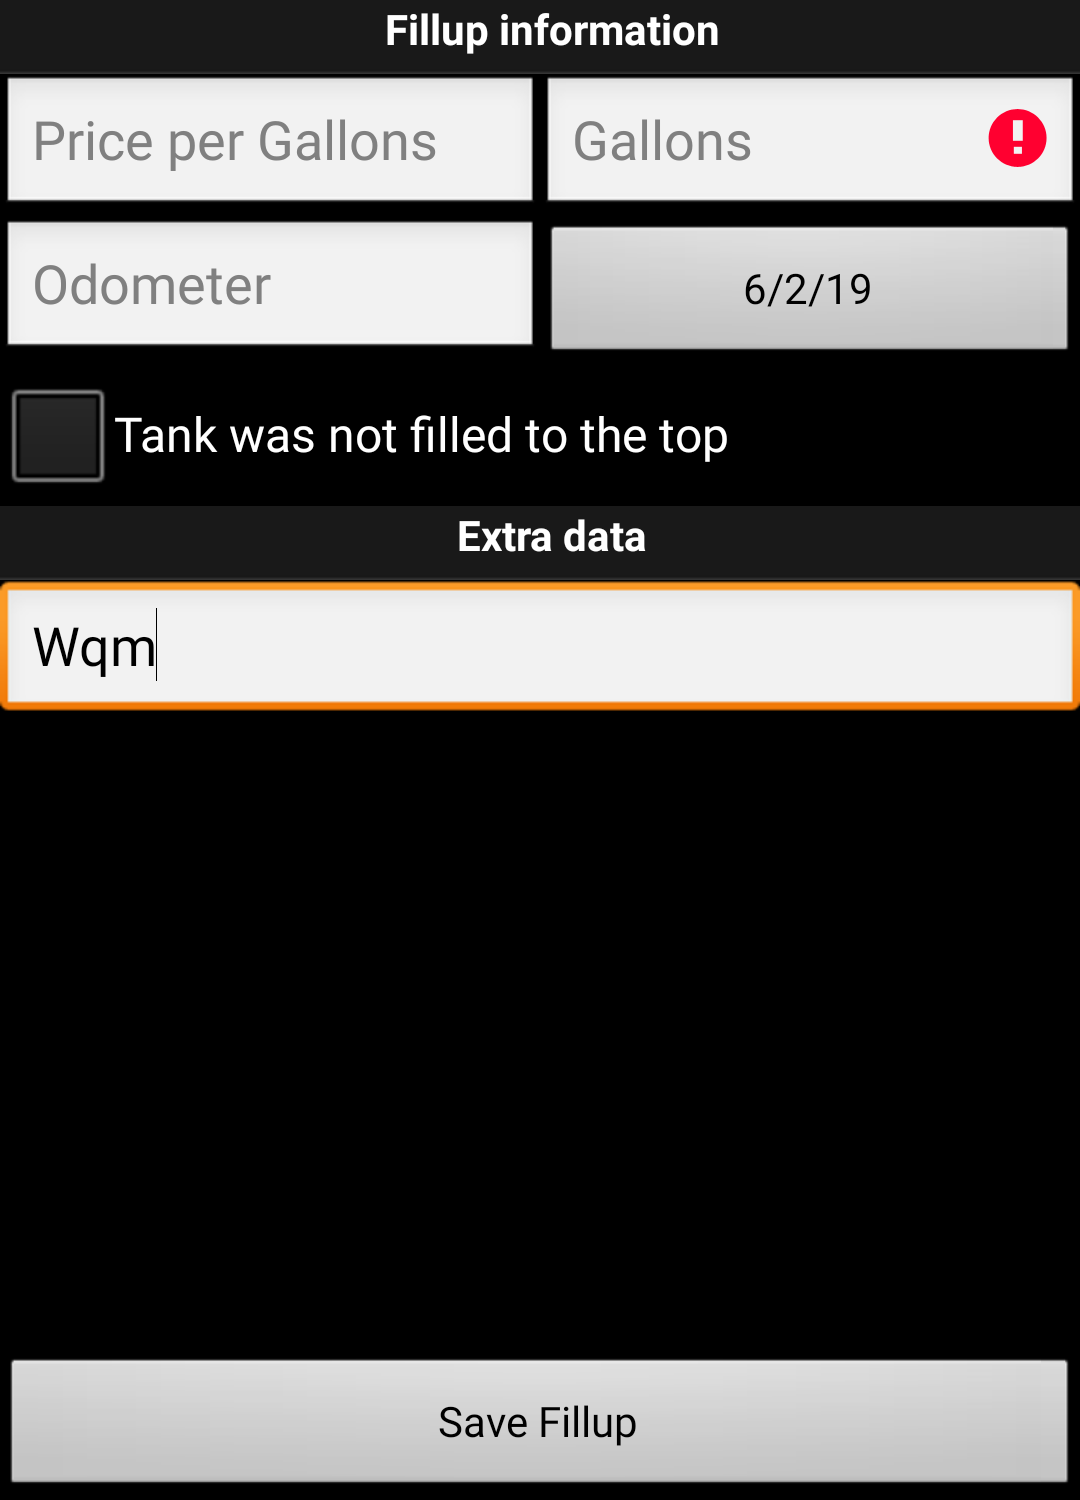 Fillup information
Price per Gallons
Gallons
Odometer
6/2/19
Tank was not filled to the top
Extra data
Wqm
Save Fillup